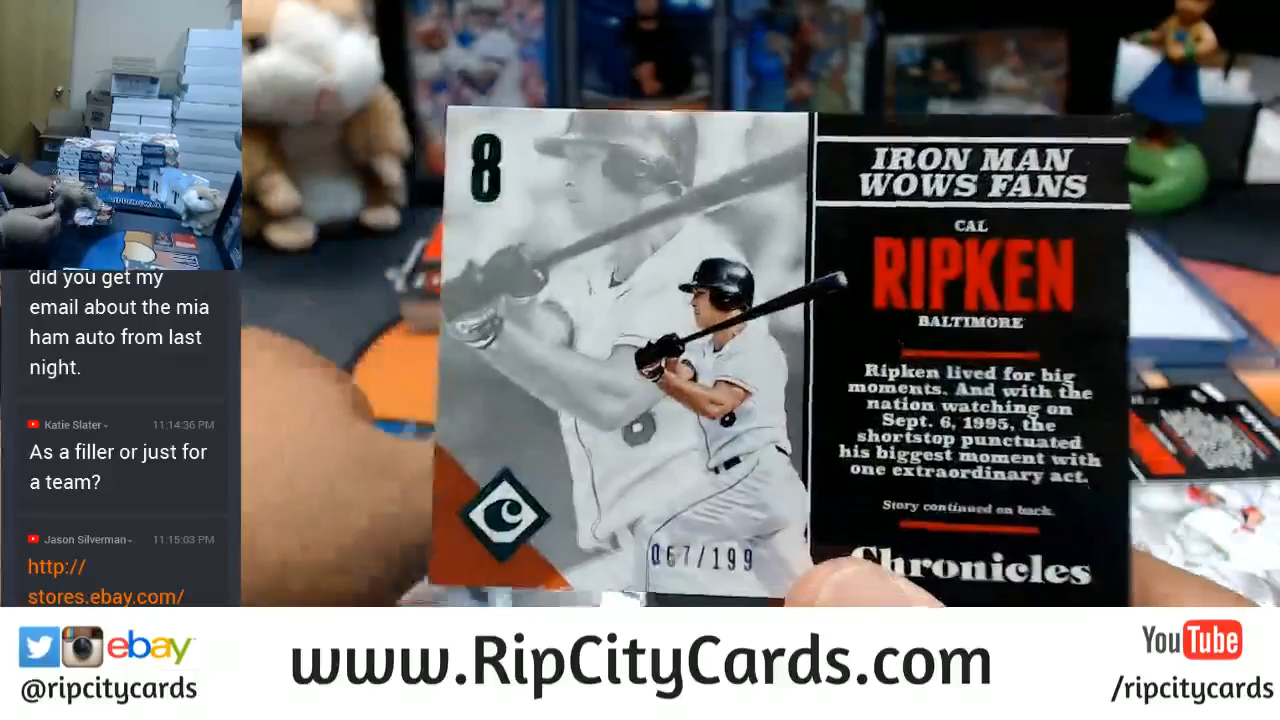 did you get my
email about the mia
ham auto from last
night.
Katie Slater 11:14:36 PM
As a filler or just for
a team?
Jason Silverman 11:15:03 PM
http://
stores.ebay.com/
8
C
067/199
IRON MAN
WOWS FANS
CAL
RIPKEN
BALTIMORE
Ripken lived for big
moments. And with the
nation watching on
Sept. 6, 1995, the
shortstop punctuated
his biggest moment with
one extraordinary act.
Story continued on back.
Chronicles
ebay
@ripcitycards
www.RipCityCards.com
YouTube
/ripcitycards